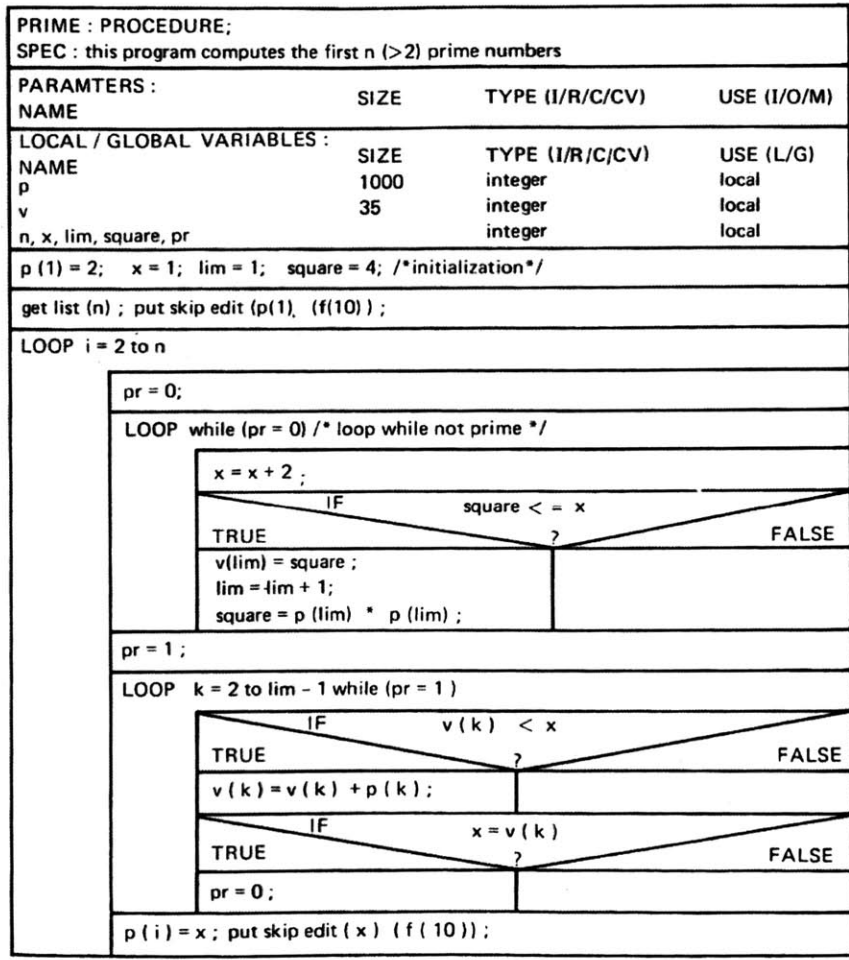 PRIME : PROCEDURE;
SPEC : this program computes the first n (>2) prime numbers
PARAMTERS :
NAME SIZE TYPE (I/R/C/CV) USE (I/O/M)
LOCAL / GLOBAL VARIABLES :
NAME SIZE TYPE (I/R/C/CV) USE (L/G)
p 1000 integer local
v 35 integer local
n, x, lim, square, pr integer local
p (1) = 2; x = 1; lim = 1; square = 4; /*initialization*/
get list (n) ; put skip edit (p(1) (f(10) ) ;
LOOP i = 2 to n
pr = 0;
LOOP while (pr = 0) /* loop while not prime */
x = x + 2 ;
IF square < = x
TRUE ? FALSE
v(lim) = square ;
lim = lim + 1;
square = p (lim) * p (lim) ;
pr = 1 ;
LOOP k = 2 to lim - 1 while (pr = 1 )
IF v ( k ) < x
TRUE ? FALSE
v ( k ) = v ( k ) + p ( k ) ;
IF x = v ( k )
TRUE ? FALSE
pr = 0 ;
p ( i ) = x ; put skip edit ( x ) ( f ( 10 )) ;